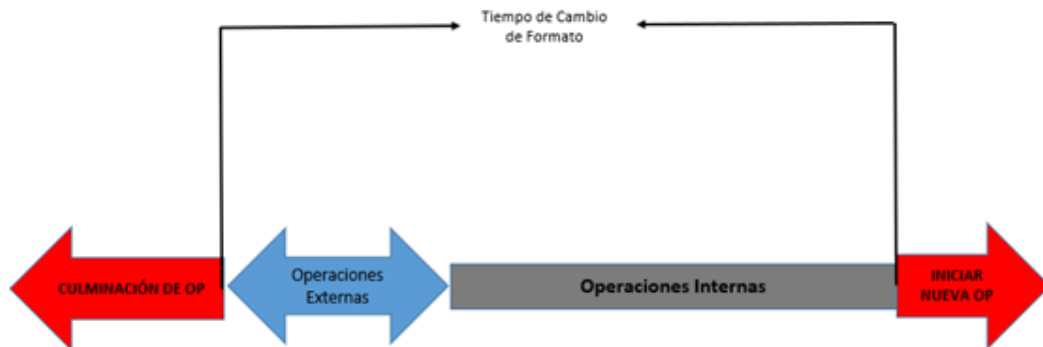 Tiempo de Cambio
de Formato
CULMINACIÓN DE OP
Operaciones
Externas
Operaciones Internas
INICIAR
NUEVA OP